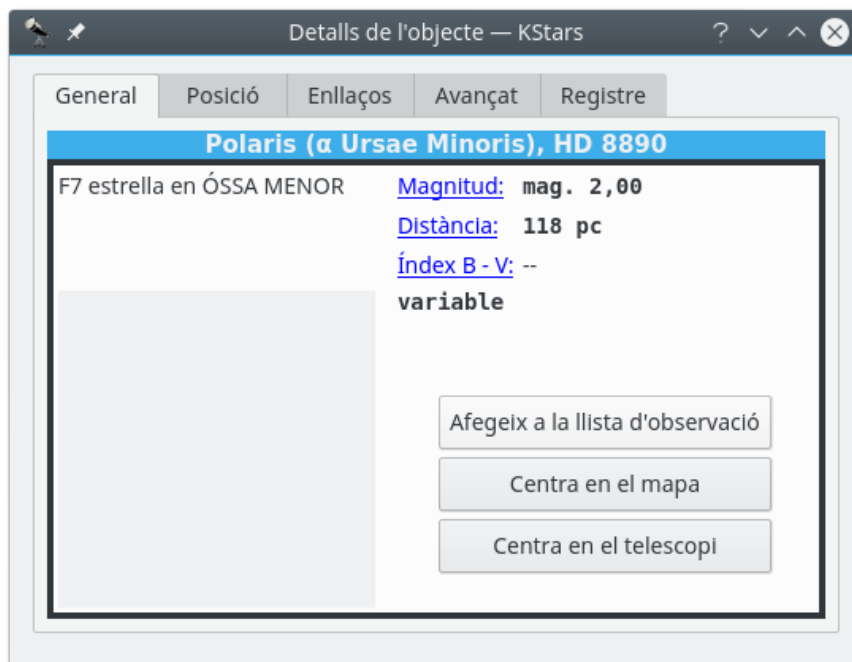 Detalls de l'objecte — KStars
General Posició Enllaços Avançat Registre
Polaris (α Ursae Minoris), HD 8890
F7 estrella en ÓSSA MENOR
Magnitud: mag. 2,00
Distància: 118 pc
Índex B - V: --
variable
Afegeix a la llista d'observació
Centra en el mapa
Centra en el telescopi